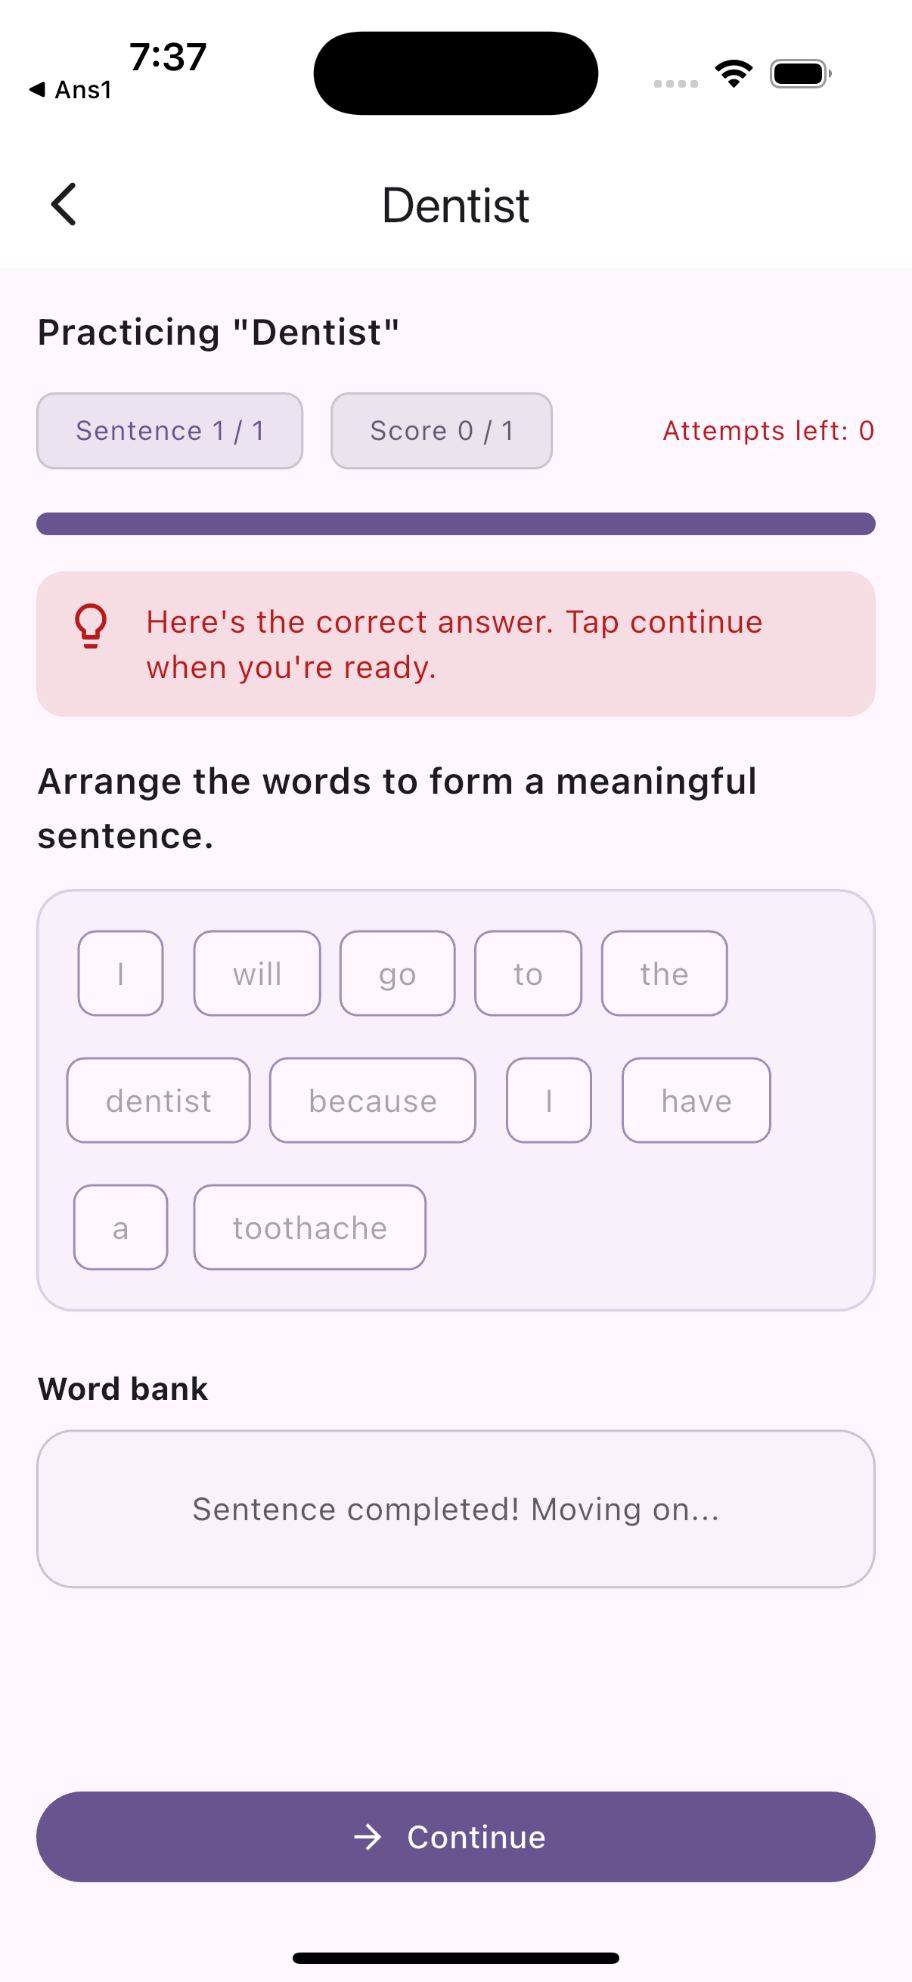 7:37
◀ Ans1
Dentist
Practicing "Dentist"
Sentence 1 / 1
Score 0 / 1
Attempts left: 0
Here's the correct answer. Tap continue
when you're ready.
Arrange the words to form a meaningful
sentence.
I will go to the
dentist because I have
a toothache
Word bank
Sentence completed! Moving on...
→ Continue